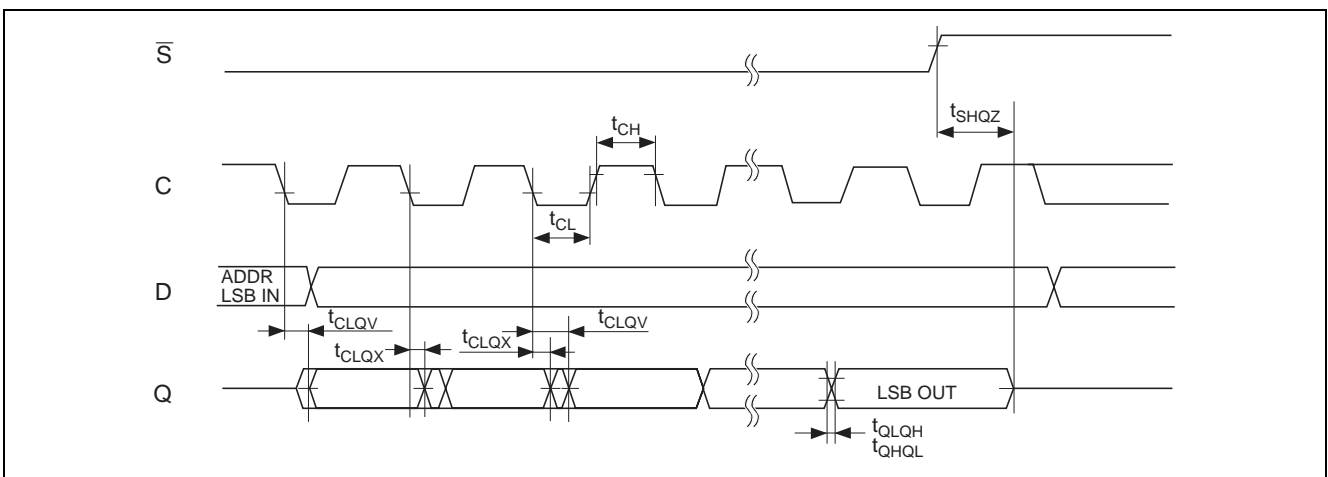 S̅
tSHQZ
tCH
C
tCL
ADDR
LSB IN
D
tCLQV
tCLQV
tCLQX
tCLQX
Q
LSB OUT
tQLQH
tQHQL